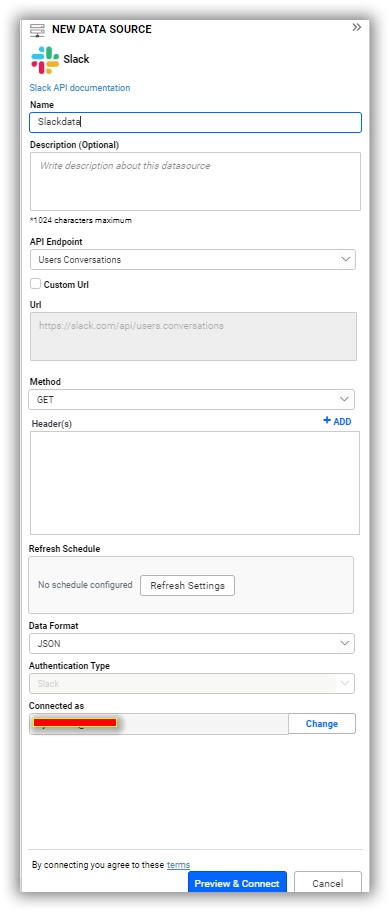 NEW DATA SOURCE
Slack
Slack API documentation
Name
Slackdata
Description (Optional)
Write description about this datasource
*1024 characters maximum
API Endpoint
Users Conversations
Custom Url
Url
https://slack.com/api/users.conversations
Method
GET
Header(s)
+ ADD
Refresh Schedule
No schedule configured
Refresh Settings
Data Format
JSON
Authentication Type
Slack
Connected as
Change
By connecting you agree to these terms
Preview & Connect
Cancel